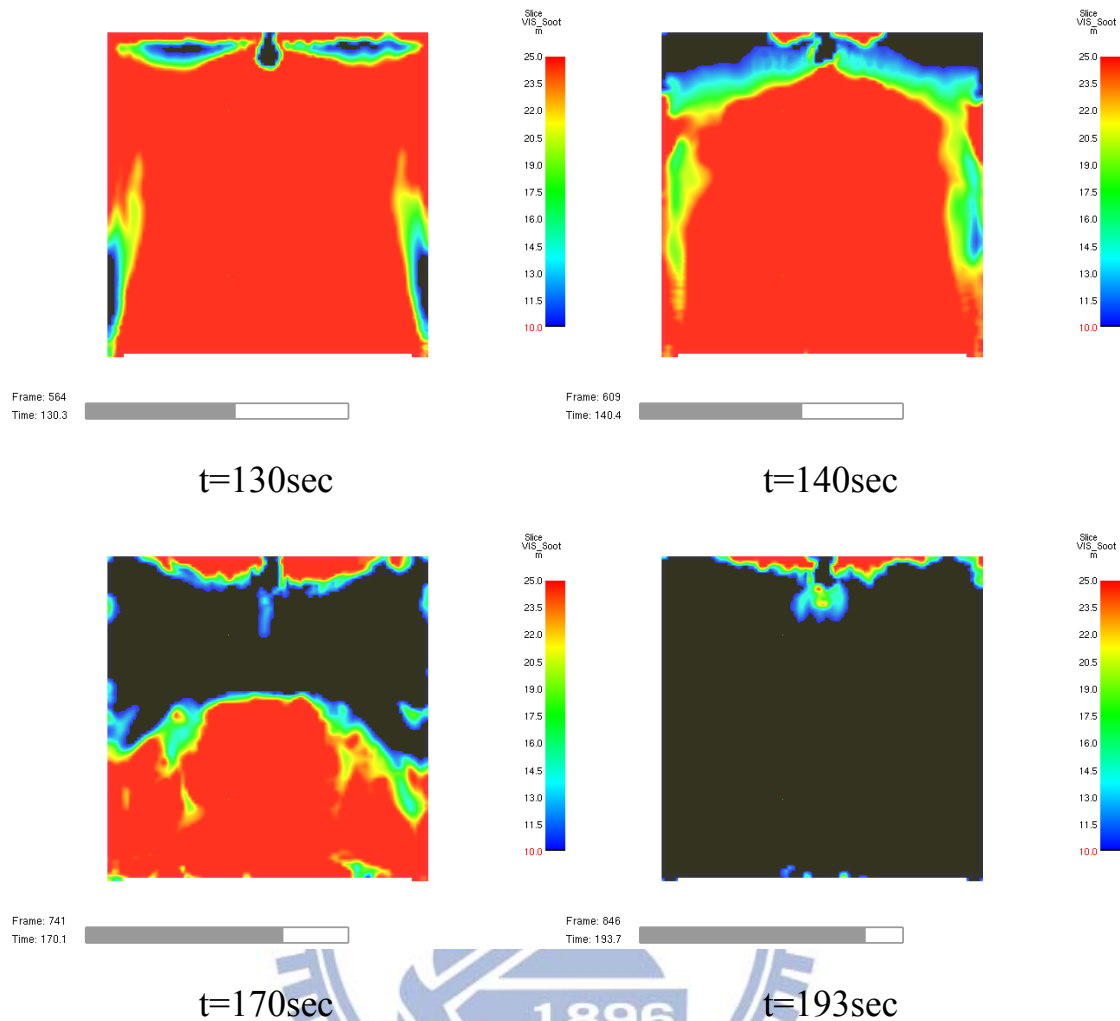 Slice
VIS_Soot
m
25.0
23.5
22.0
20.5
19.0
17.5
16.0
14.5
13.0
11.5
10.0
Frame: 564
Time: 130.3
t=130sec
Slice
VIS_Soot
m
25.0
23.5
22.0
20.5
19.0
17.5
16.0
14.5
13.0
11.5
10.0
Frame: 609
Time: 140.4
t=140sec
Slice
VIS_Soot
m
25.0
23.5
22.0
20.5
19.0
17.5
16.0
14.5
13.0
11.5
10.0
Frame: 741
Time: 170.1
t=170sec
Slice
VIS_Soot
m
25.0
23.5
22.0
20.5
19.0
17.5
16.0
14.5
13.0
11.5
10.0
Frame: 846
Time: 193.7
t=193sec
1896